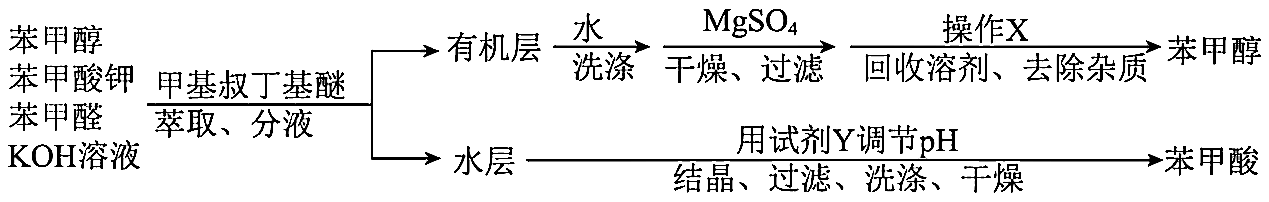 苯甲醇
苯甲酸钾
苯甲醛
KOH溶液
甲基叔丁基醚
萃取、分液
有机层
水
洗涤
MgSO₄
干燥、过滤
操作X
回收溶剂、去除杂质
苯甲醇
水层
用试剂Y调节pH
结晶、过滤、洗涤、干燥
苯甲酸